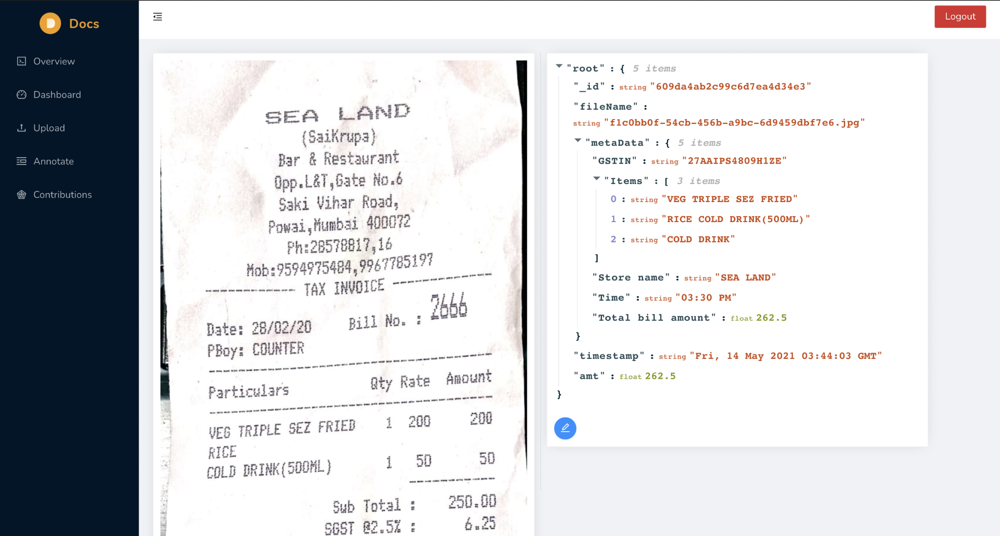 Docs
Logout
Overview
Dashboard
Upload
Annotate
Contributions
SEA LAND
(SaiKrupa)
Bar & Restaurant
Opp.L&T,Gate No.6
Saki Vihar Road,
Powai,Mumbai 400072
Ph:28578817,16
Mob:9594975484,9967785197
TAX INVOICE
Date: 28/02/20 Bill No. : 7666
PBoy: COUNTER
Particulars Qty Rate Amount
VEG TRIPLE SEZ FRIED 1 200 200
RICE
COLD DRINK(500ML) 1 50 50
Sub Total : 250.00
SGST @2.5% : 6.25
"root" : { 5 items
"_id" : string "609da4ab2c99c6d7ea4d34e3"
"fileName" :
string "f1c0bb0f-54cb-456b-a9bc-6d9459dbf7e6.jpg"
"metaData" : { 5 items
"GSTIN" : string "27AAIPS4809H1ZE"
"Items" : [ 3 items
0 : string "VEG TRIPLE SEZ FRIED"
1 : string "RICE COLD DRINK(500ML)"
2 : string "COLD DRINK"
]
"Store name" : string "SEA LAND"
"Time" : string "03:30 PM"
"Total bill amount" : float 262.5
}
"timestamp" : string "Fri, 14 May 2021 03:44:03 GMT"
"amt" : float 262.5
}